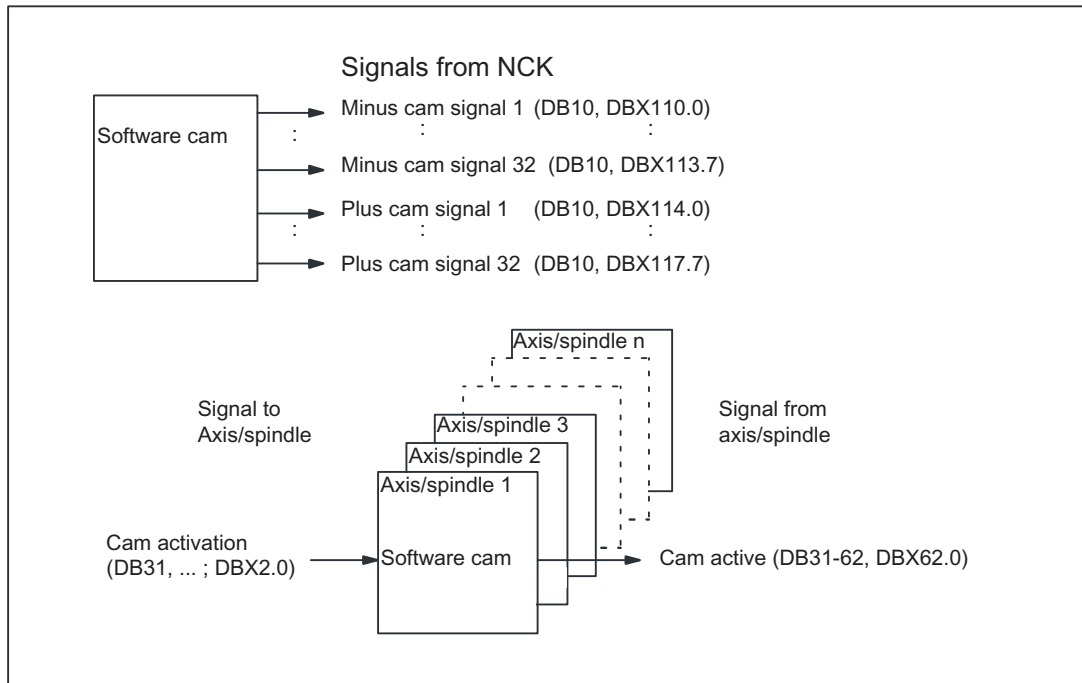 Signals from NCK
Software cam
Minus cam signal 1 (DB10, DBX110.0)
: : :
Minus cam signal 32 (DB10, DBX113.7)
Plus cam signal 1 (DB10, DBX114.0)
: : :
Plus cam signal 32 (DB10, DBX117.7)
Signal to
Axis/spindle
Axis/spindle n
Axis/spindle 3
Axis/spindle 2
Axis/spindle 1
Signal from
axis/spindle
Cam activation
(DB31, ... ; DBX2.0)
Software cam
Cam active (DB31-62, DBX62.0)